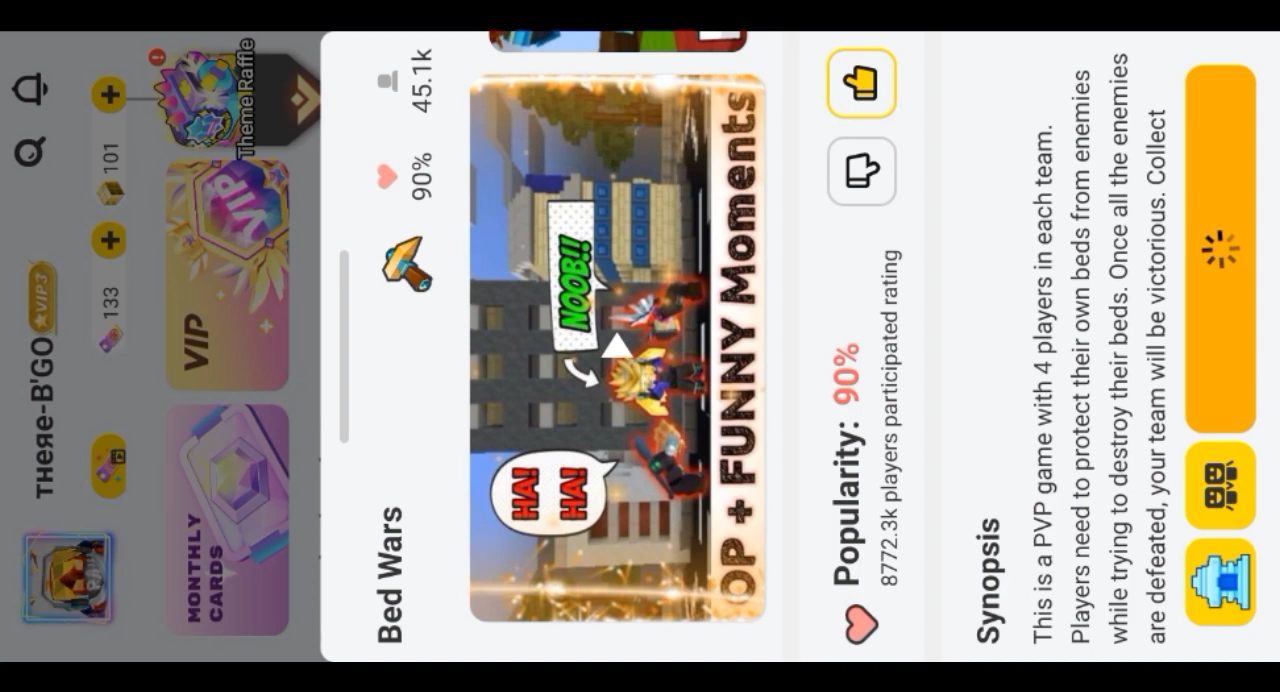 THeяe-B'GO
VIP3
133
101
MONTHLY
CARDS
VIP
VIP
Theme Raffle
Bed Wars
90%
45.1k
HA!
HA!
NOOB!!
OP + FUNNY Moments
Popularity: 90%
8772.3k players participated rating
Synopsis
This is a PVP game with 4 players in each team.
Players need to protect their own beds from enemies
while trying to destroy their beds. Once all the enemies
are defeated, your team will be victorious. Collect